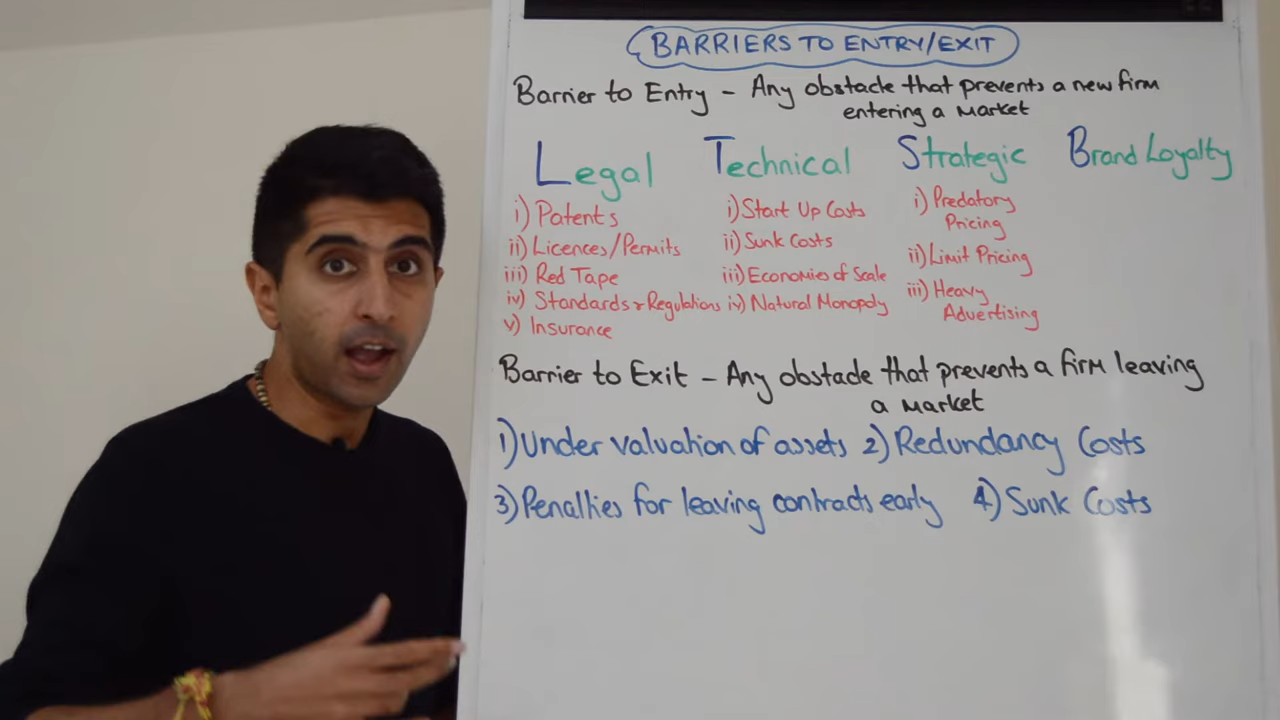 BARRIERS TO ENTRY/EXIT
Barrier to Entry - Any obstacle that prevents a new firm
entering a market
Legal
i) Patents
ii) Licences/Permits
iii) Red Tape
iv) Standards & Regulations
v) Insurance
Technical
i) Start Up Costs
ii) Sunk Costs
iii) Economies of Scale
iv) Natural Monopoly
Strategic
i) Predatory
Pricing
ii) Limit Pricing
iii) Heavy
Advertising
Brand Loyalty
Barrier to Exit - Any obstacle that prevents a firm leaving
a market
1) Under valuation of assets 2) Redundancy Costs
3) Penalties for leaving contracts early 4) Sunk Costs